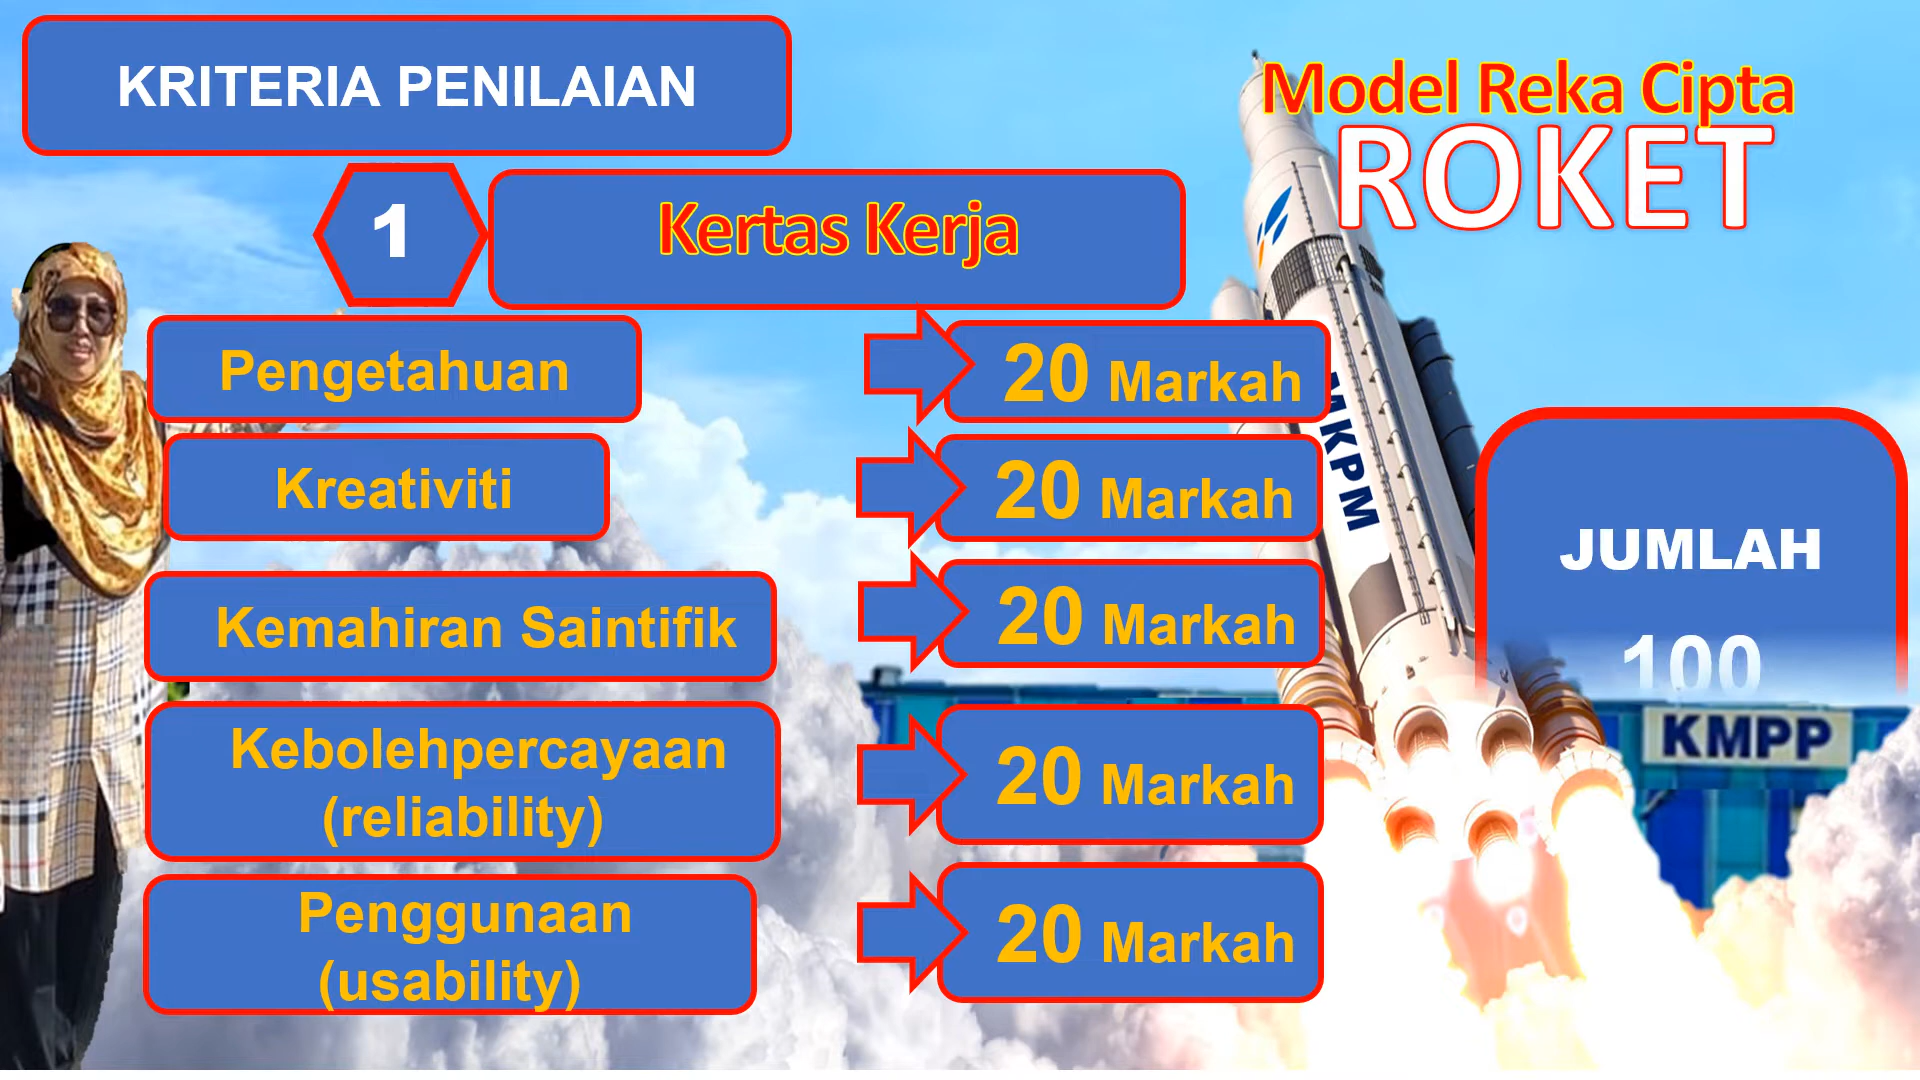 KRITERIA PENILAIAN
Model Reka Cipta
ROKET
1
Kertas Kerja
Pengetahuan
20 Markah
Kreativiti
20 Markah
Kemahiran Saintifik
20 Markah
Kebolehpercayaan
(reliability)
20 Markah
Penggunaan
(usability)
20 Markah
JUMLAH
100
MKPM
KMPP